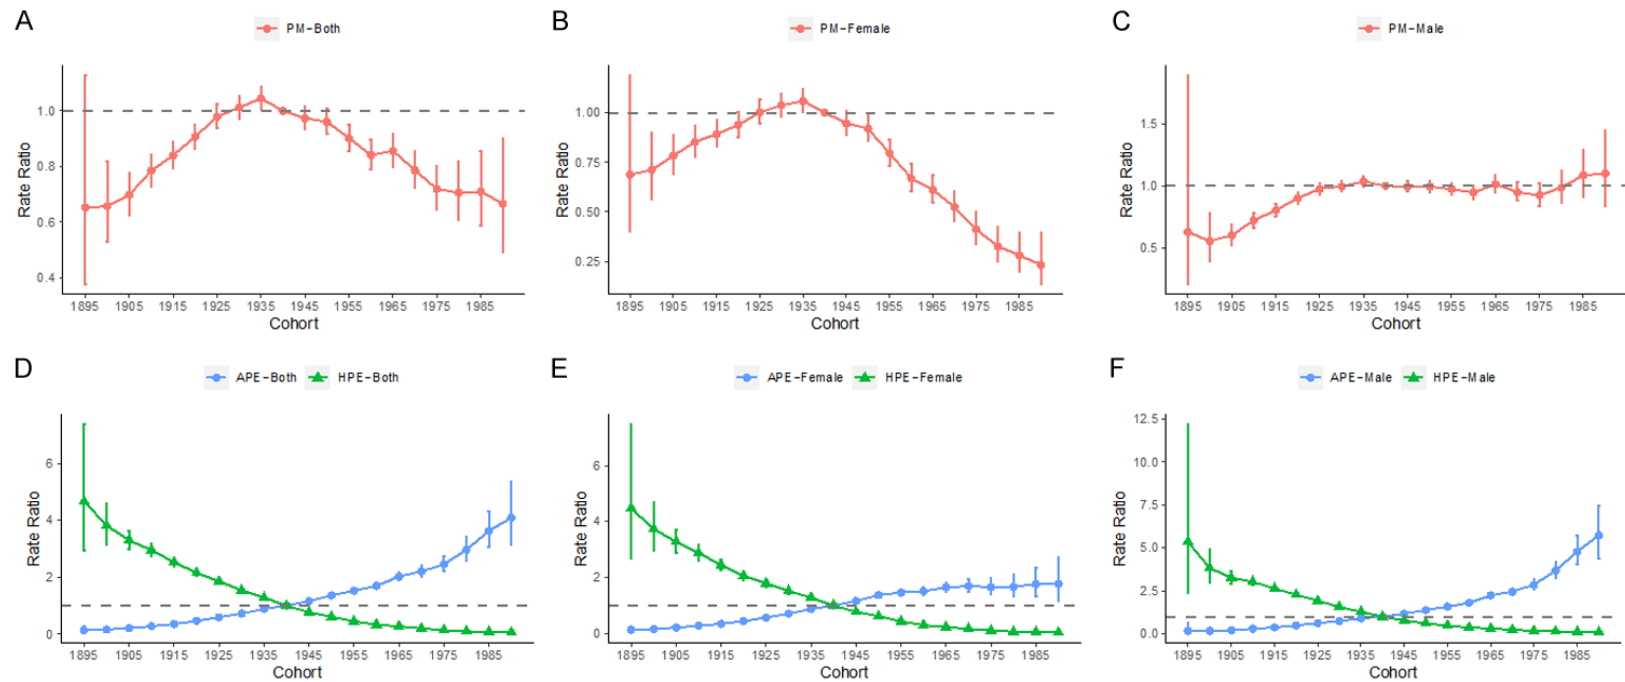 A
PM-Both
Rate Ratio
1.0
0.8
0.6
0.4
1895 1905 1915 1925 1935 1945 1955 1965 1975 1985
Cohort
B
PM-Female
Rate Ratio
1.00
0.75
0.50
0.25
1895 1905 1915 1925 1935 1945 1955 1965 1975 1985
Cohort
C
PM-Male
Rate Ratio
1.5
1.0
0.5
1895 1905 1915 1925 1935 1945 1955 1965 1975 1985
Cohort
D
APE-Both HPE-Both
Rate Ratio
6
4
2
0
1895 1905 1915 1925 1935 1945 1955 1965 1975 1985
Cohort
E
APE-Female HPE-Female
Rate Ratio
6
4
2
0
1895 1905 1915 1925 1935 1945 1955 1965 1975 1985
Cohort
F
APE-Male HPE-Male
Rate Ratio
12.5
10.0
7.5
5.0
2.5
0.0
1895 1905 1915 1925 1935 1945 1955 1965 1975 1985
Cohort